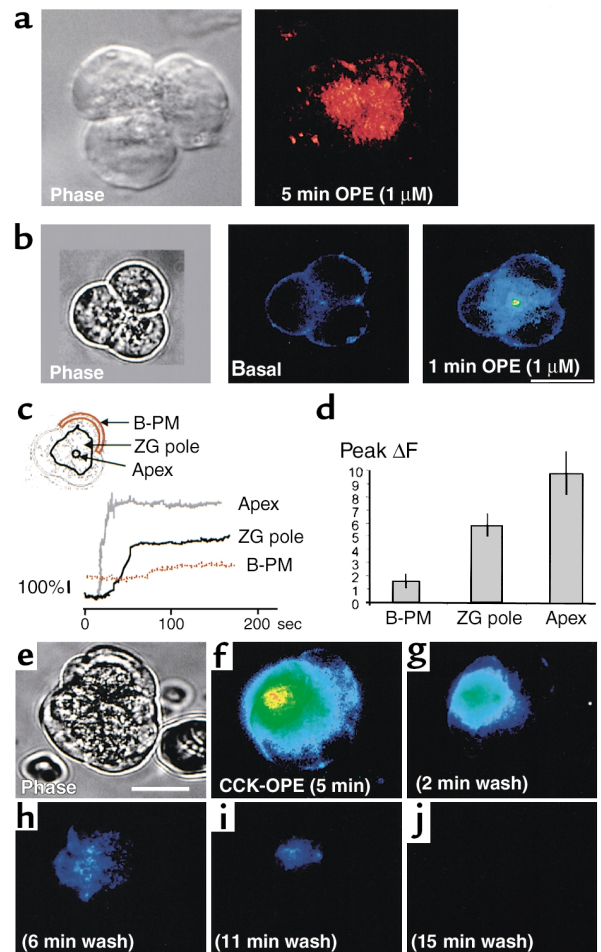 a
Phase
5 min OPE (1 μM)
b
Phase
Basal
1 min OPE (1 μM)
c
B-PM
ZG pole
Apex
Apex
ZG pole
B-PM
100%
0 100 200 sec
d
Peak ΔF
10
9
8
7
6
5
4
3
2
1
0
B-PM ZG pole Apex
e
Phase
f
CCK-OPE (5 min)
g
(2 min wash)
h
(6 min wash)
i
(11 min wash)
j
(15 min wash)